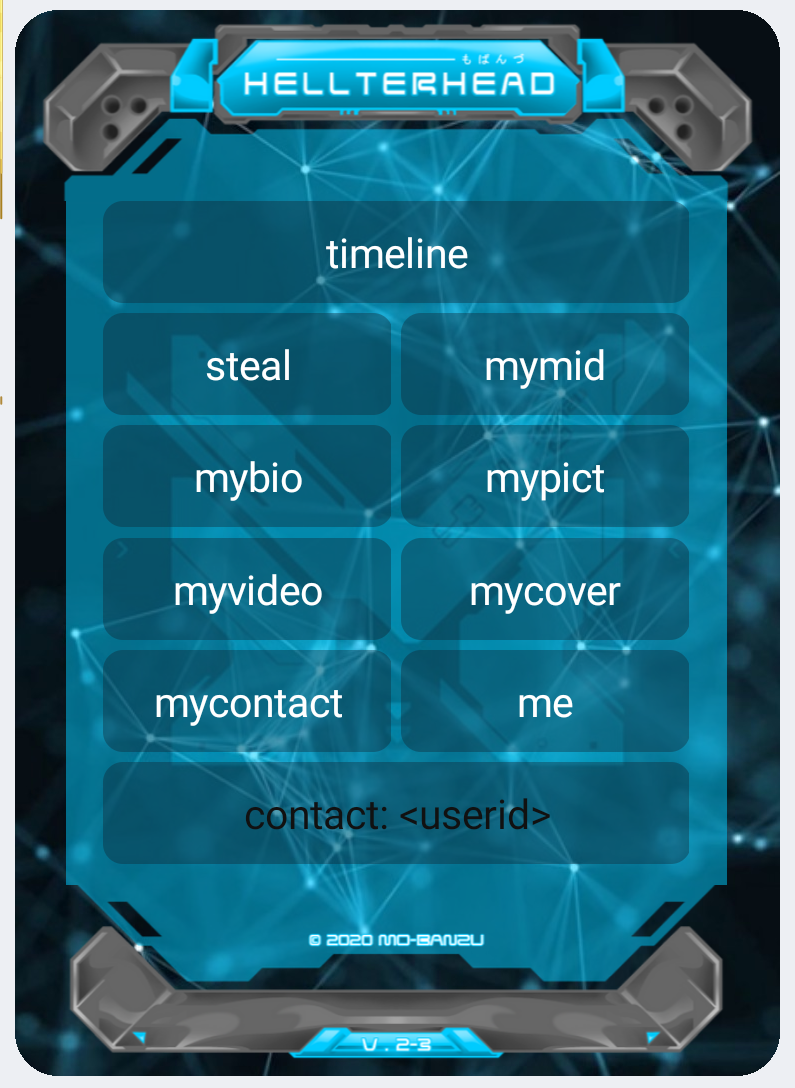 もばんづ
HELLTERHEAD
timeline
steal
mymid
mybio
mypict
myvideo
mycover
mycontact
me
contact: <userid>
© 2020 MO-BANZU
V . 2-3